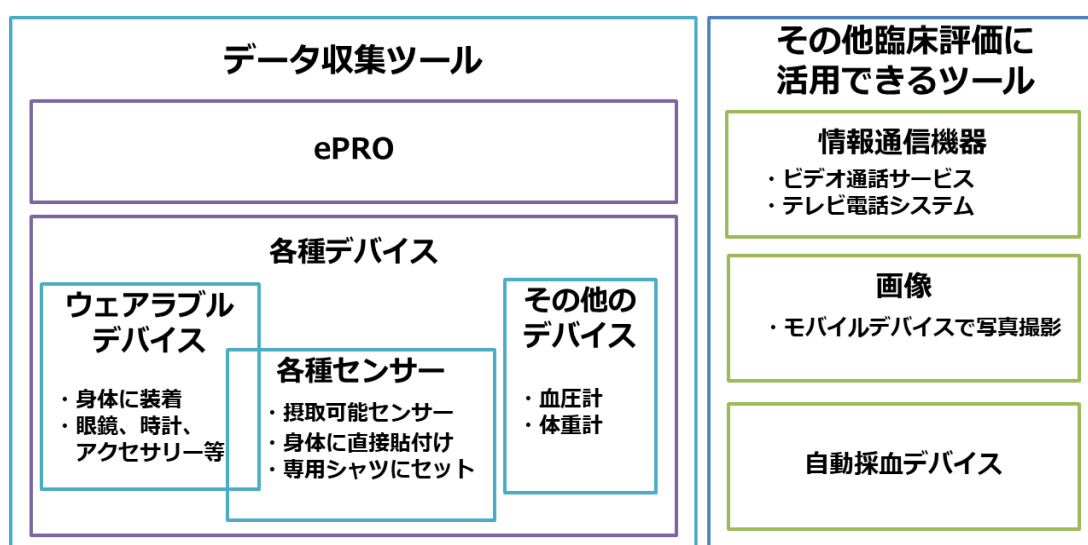 データ収集ツール
ePRO
各種デバイス
ウェアラブル
デバイス
・身体に装着
・眼鏡、時計、
アクセサリー等
各種センサー
・摂取可能センサー
・身体に直接貼付け
・専用シャツにセット
その他の
デバイス
・血圧計
・体重計
その他臨床評価に
活用できるツール
情報通信機器
・ビデオ通話サービス
・テレビ電話システム
画像
・モバイルデバイスで写真撮影
自動採血デバイス